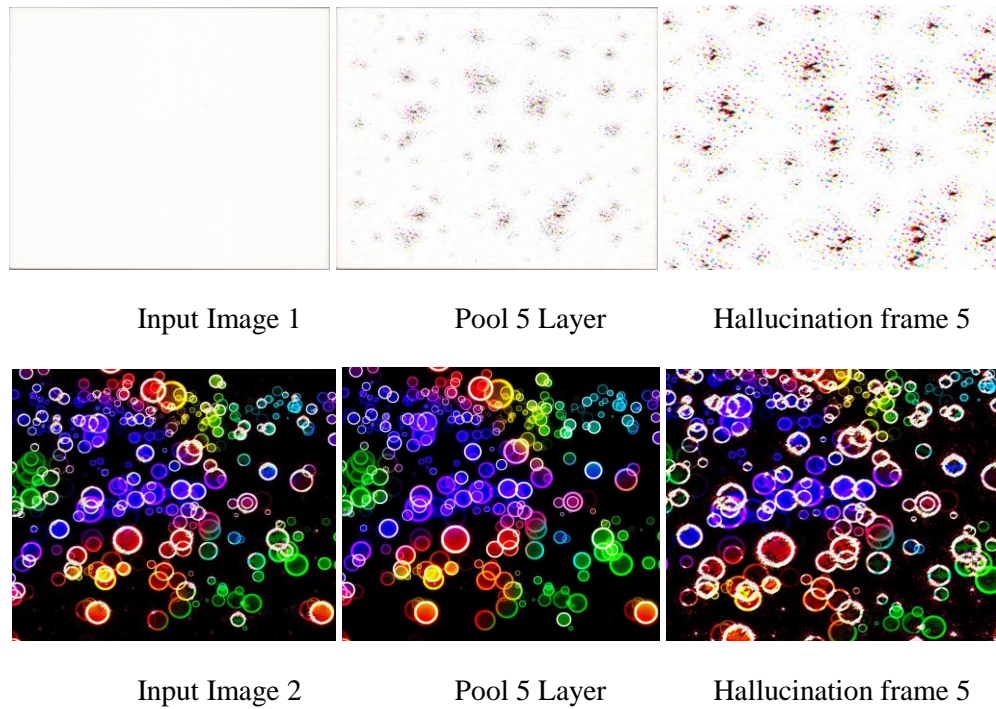 Input Image 1 Pool 5 Layer Hallucination frame 5
Input Image 2 Pool 5 Layer Hallucination frame 5